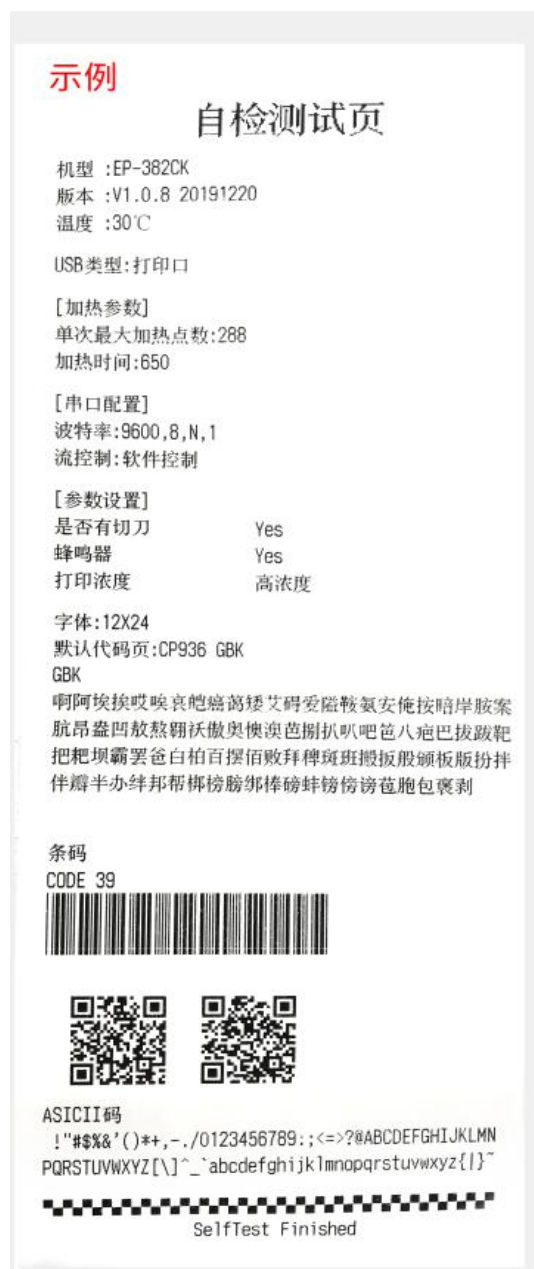 示例
自检测试页
机型 :EP-382CK
版本 :V1.0.8 20191220
温度 :30℃
USB类型:打印口
[加热参数]
单次最大加热点数:288
加热时间:650
[串口配置]
波特率:9600,8,N,1
流控制:软件控制
[参数设置]
是否有切刀 Yes
蜂鸣器 Yes
打印浓度 高浓度
字体:12X24
默认代码页:CP936 GBK
GBK
啊阿埃挨哎唉哀皑癌蔼矮艾碍爱隘鞍氨安俺按暗岸胺案
肮昂盎凹敖熬翱袄傲奥懊澳芭捌扒叭吧笆八疤巴拔跋靶
把耙坝霸罢爸白柏百摆佰败拜稗斑班搬扳般颁板版扮拌
伴瓣半办绊邦帮梆榜膀绑棒磅蚌镑傍谤苞胞包褒剥
条码
CODE 39
ASICII码
!"#$%&'()*+,-./0123456789:;<=>?@ABCDEFGHIJKLMN
PQRSTUVWXYZ[\]^_`abcdefghijklmnopqrstuvwxyz{|}~
SelfTest Finished